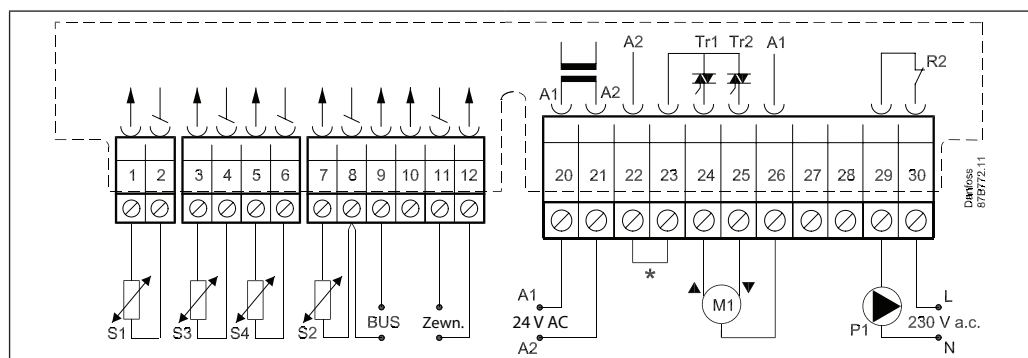 A2 Tr1 Tr2 A1
R2
A1 A2
1 2 3 4 5 6 7 8 9 10 11 12
20 21 22 23 24 25 26 27 28 29 30
Danfoss
87B772.11
*
S1 S3 S4 S2
BUS Zewn.
A1
24 V AC
A2
M1
P1
L
230 V a.c.
N